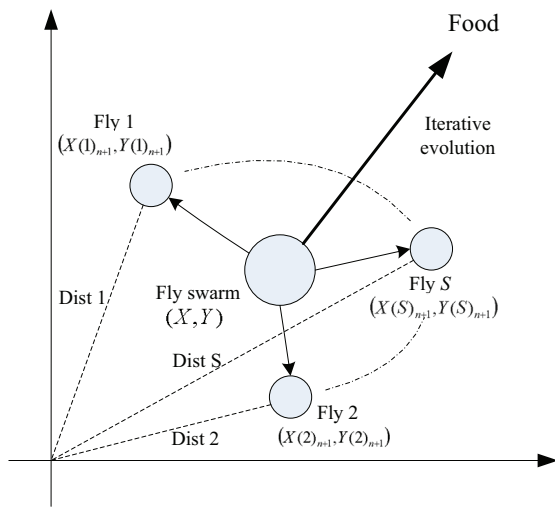 Food
Iterative
evolution
Fly 1
(X(1)n+1,Y(1)n+1)
Dist 1
Fly swarm
(X,Y)
Fly S
(X(S)n+1,Y(S)n+1)
Dist S
Fly 2
(X(2)n+1,Y(2)n+1)
Dist 2